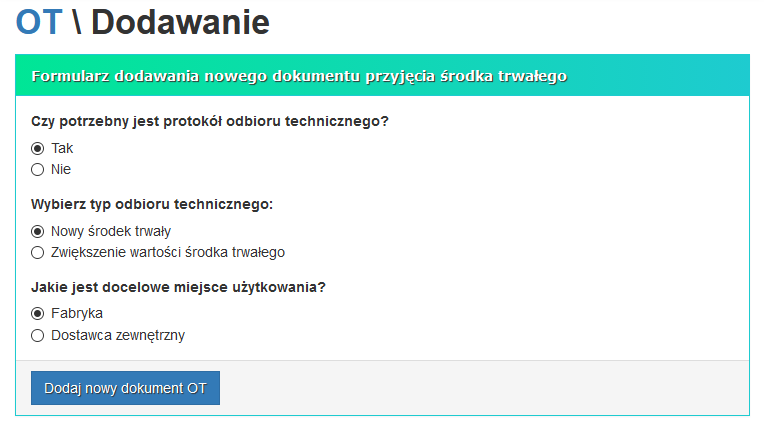 OT \ Dodawanie
Formularz dodawania nowego dokumentu przyjęcia środka trwałego
Czy potrzebny jest protokół odbioru technicznego?
Tak
Nie
Wybierz typ odbioru technicznego:
Nowy środek trwały
Zwiększenie wartości środka trwałego
Jakie jest docelowe miejsce użytkowania?
Fabryka
Dostawca zewnętrzny
Dodaj nowy dokument OT